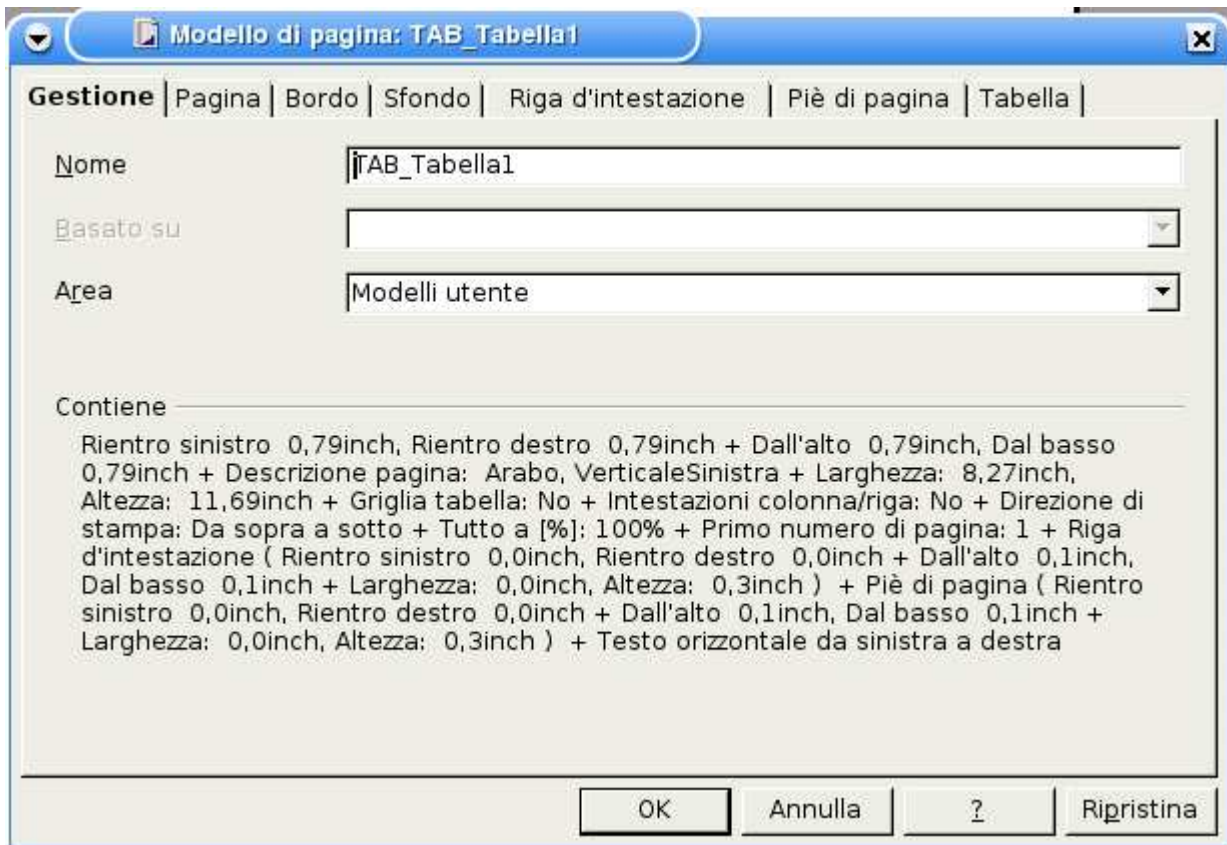 Modello di pagina: TAB_Tabella1
Gestione Pagina Bordo Sfondo Riga d'intestazione Piè di pagina Tabella
Nome TAB_Tabella1
Basato su
Area Modelli utente
Contiene
Rientro sinistro 0,79inch, Rientro destro 0,79inch + Dall'alto 0,79inch, Dal basso
0,79inch + Descrizione pagina: Arabo, VerticaleSinistra + Larghezza: 8,27inch,
Altezza: 11,69inch + Griglia tabella: No + Intestazioni colonna/riga: No + Direzione di
stampa: Da sopra a sotto + Tutto a [%]: 100% + Primo numero di pagina: 1 + Riga
d'intestazione ( Rientro sinistro 0,0inch, Rientro destro 0,0inch + Dall'alto 0,1inch,
Dal basso 0,1inch + Larghezza: 0,0inch, Altezza: 0,3inch ) + Piè di pagina ( Rientro
sinistro 0,0inch, Rientro destro 0,0inch + Dall'alto 0,1inch, Dal basso 0,1inch +
Larghezza: 0,0inch, Altezza: 0,3inch ) + Testo orizzontale da sinistra a destra
OK Annulla ? Ripristina